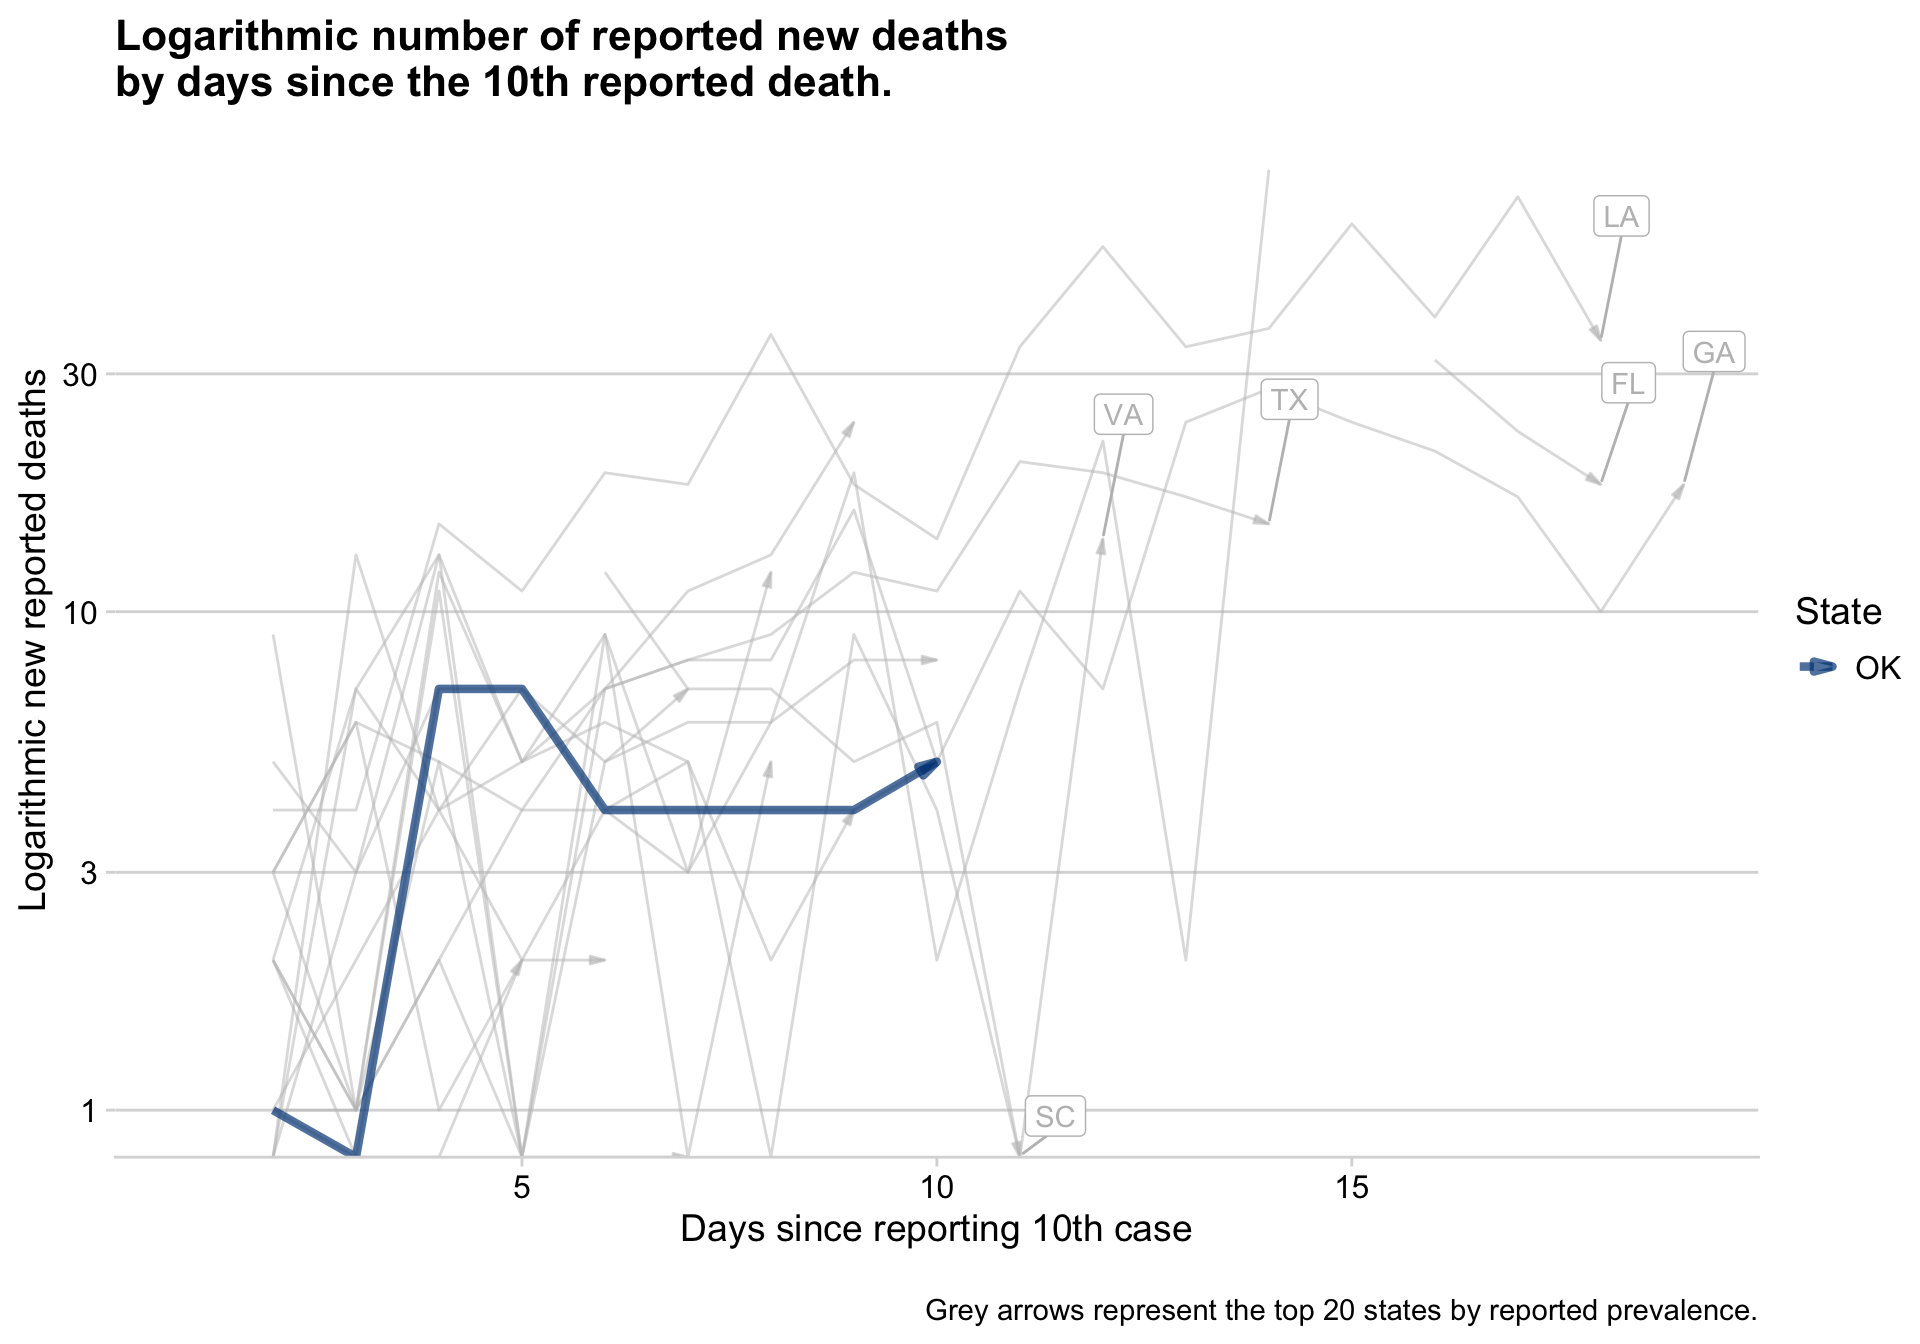 Logarithmic number of reported new deaths
by days since the 10th reported death.
LA
GA
FL
TX
VA
SC
30
10
3
1
Logarithmic new reported deaths
5
10
15
Days since reporting 10th case
State
OK
Grey arrows represent the top 20 states by reported prevalence.